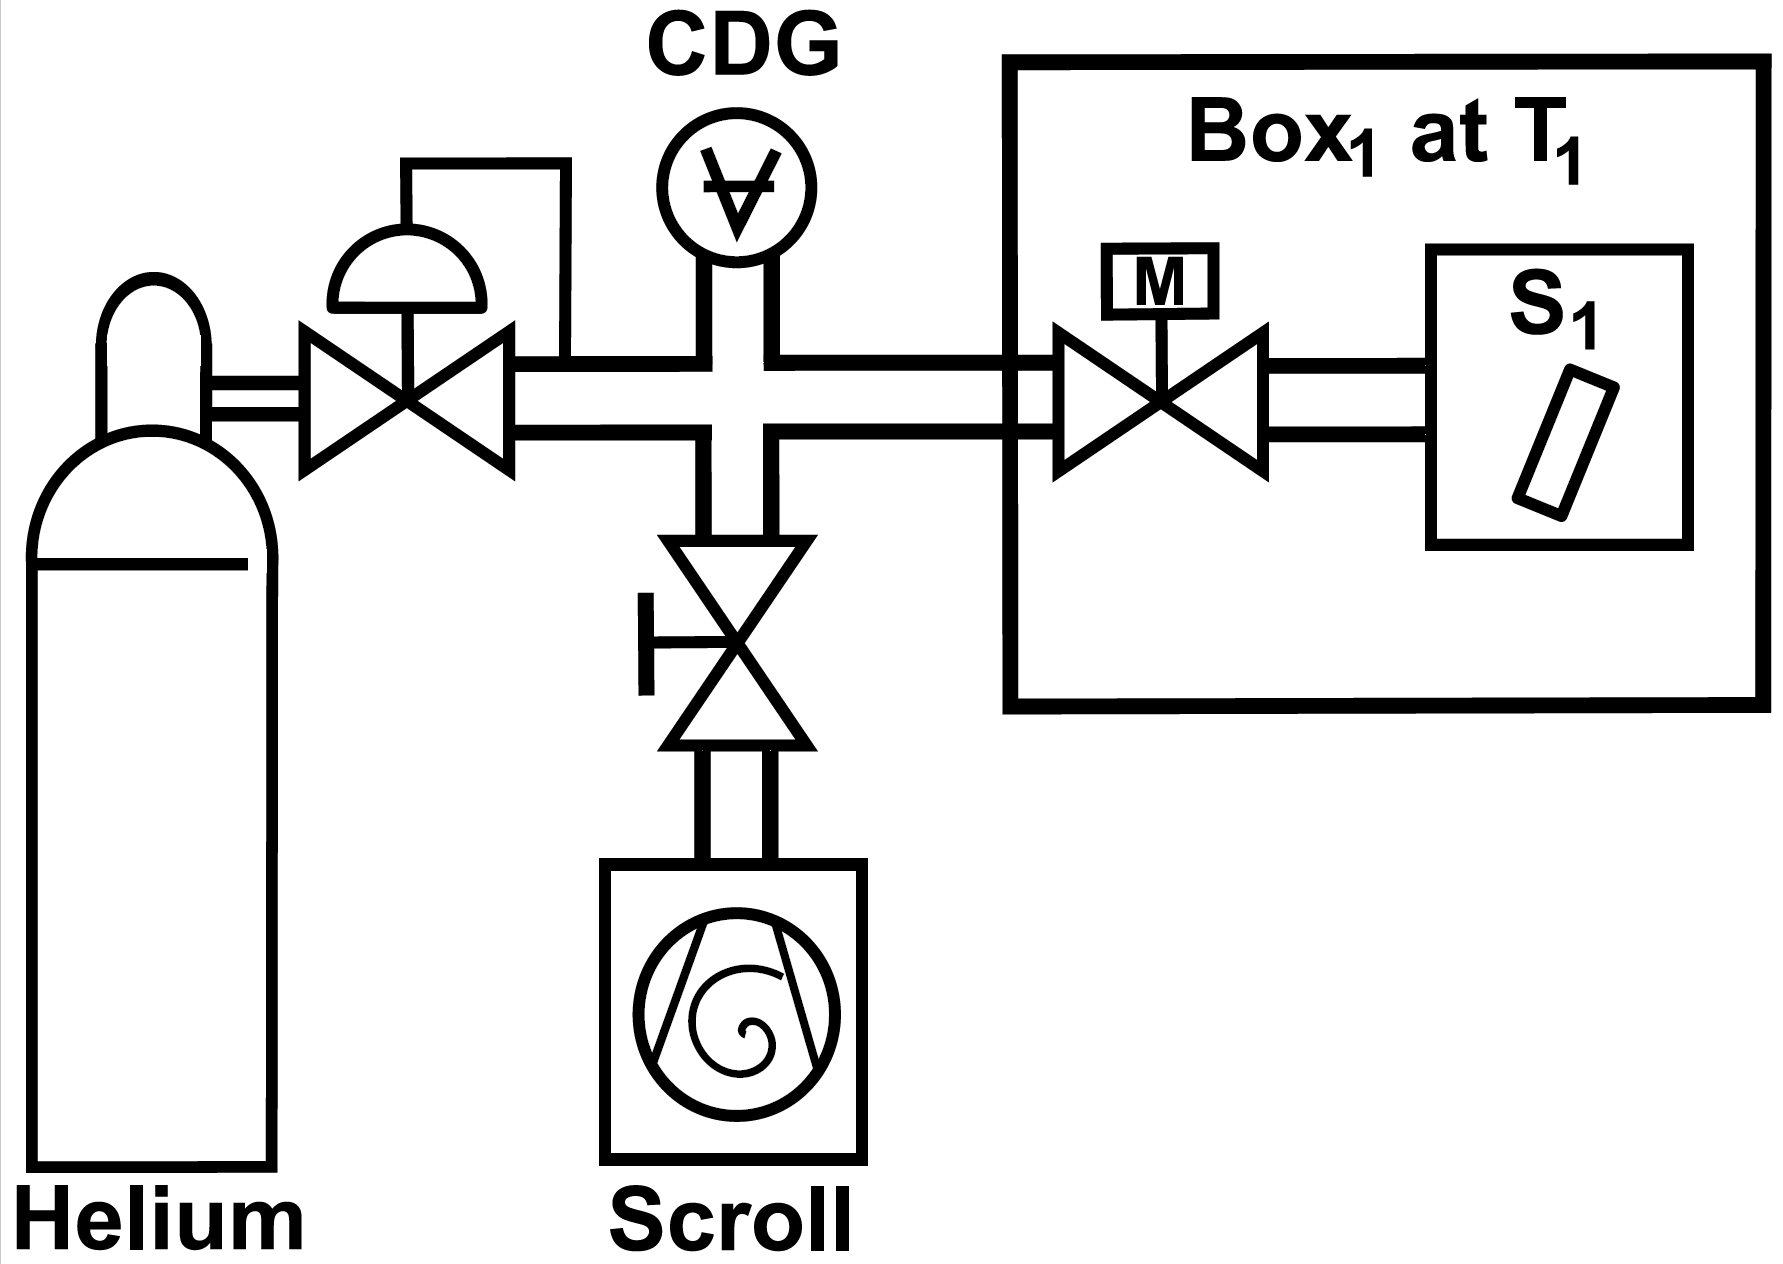 CDG
Box₁ at T₁
M
S₁
Helium
Scroll